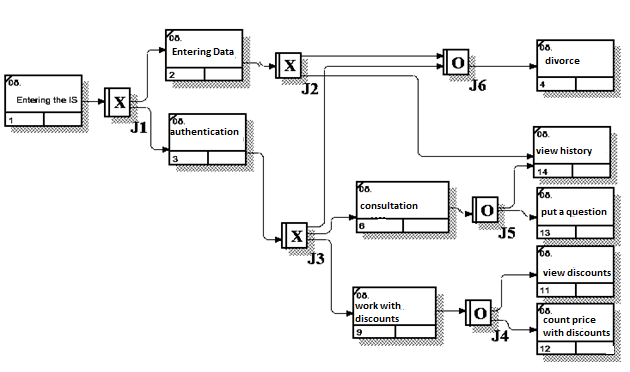 08.
Entering the IS
1
X
J1
08.
Entering Data
2
08.
authentication
3
X
J2
O
J6
08.
divorce
4
08.
view history
14
X
J3
08.
consultation
6
O
J5
08.
put a question
13
08.
work with
discounts
9
O
J4
08.
view discounts
11
08.
count price
with discounts
12